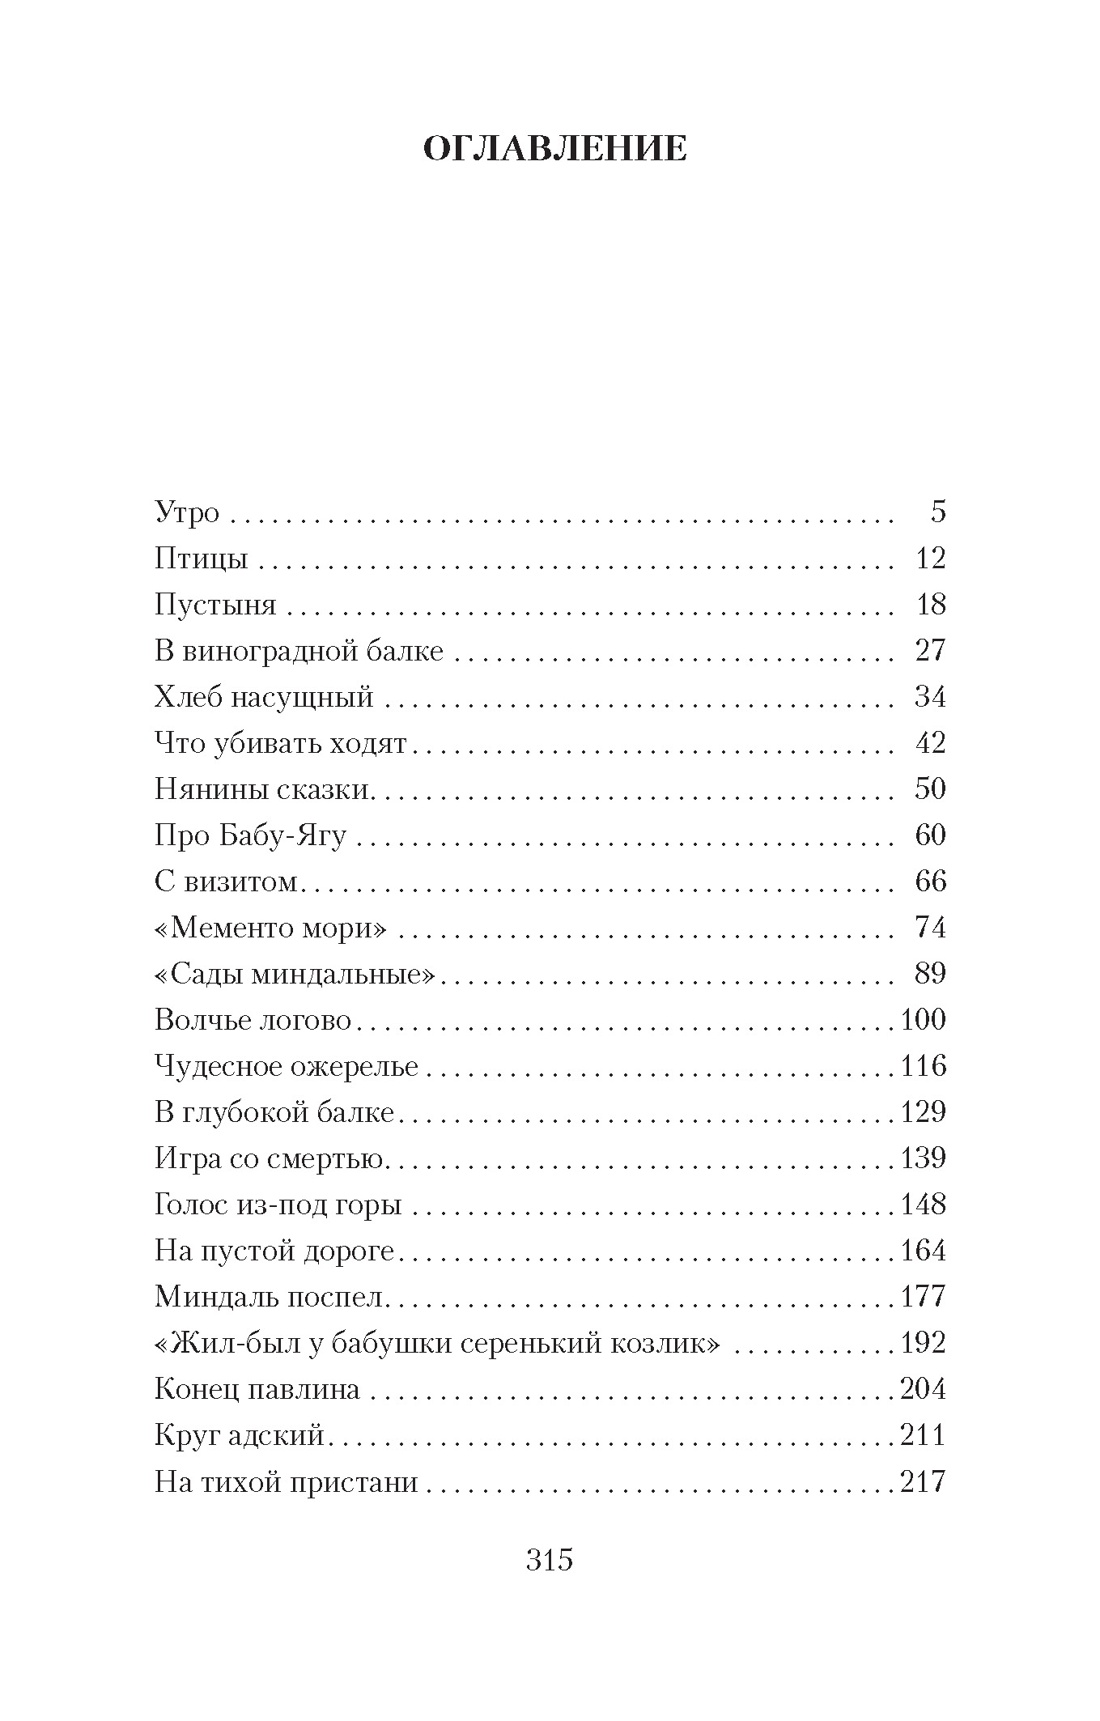 ОГЛАВЛЕНИЕ
Утро . . . . . . . . . . . . . . . . . . . . . . . . . . . . . . . . . . . . . . . . . . . . . . . 5
Птицы . . . . . . . . . . . . . . . . . . . . . . . . . . . . . . . . . . . . . . . . . . . . . 12
Пустыня . . . . . . . . . . . . . . . . . . . . . . . . . . . . . . . . . . . . . . . . . . . 18
В виноградной балке . . . . . . . . . . . . . . . . . . . . . . . . . . . . . . . 27
Хлеб насущный . . . . . . . . . . . . . . . . . . . . . . . . . . . . . . . . . . . . 34
Что убивать ходят . . . . . . . . . . . . . . . . . . . . . . . . . . . . . . . . . . 42
Нянины сказки. . . . . . . . . . . . . . . . . . . . . . . . . . . . . . . . . . . . . 50
Про Бабу-Ягу . . . . . . . . . . . . . . . . . . . . . . . . . . . . . . . . . . . . . . 60
С визитом. . . . . . . . . . . . . . . . . . . . . . . . . . . . . . . . . . . . . . . . . . 66
«Мементо мори» . . . . . . . . . . . . . . . . . . . . . . . . . . . . . . . . . . . 74
«Сады миндальные» . . . . . . . . . . . . . . . . . . . . . . . . . . . . . . . . 89
Волчье логово . . . . . . . . . . . . . . . . . . . . . . . . . . . . . . . . . . . . . . 100
Чудесное ожерелье . . . . . . . . . . . . . . . . . . . . . . . . . . . . . . . . . 116
В глубокой балке . . . . . . . . . . . . . . . . . . . . . . . . . . . . . . . . . . . 129
Игра со смертью. . . . . . . . . . . . . . . . . . . . . . . . . . . . . . . . . . . . 139
Голос из-под горы . . . . . . . . . . . . . . . . . . . . . . . . . . . . . . . . . . 148
На пустой дороге . . . . . . . . . . . . . . . . . . . . . . . . . . . . . . . . . . . 164
Миндаль поспел. . . . . . . . . . . . . . . . . . . . . . . . . . . . . . . . . . . . 177
«Жил-был у бабушки серенький козлик» . . . . . . . . . . . . 192
Конец павлина . . . . . . . . . . . . . . . . . . . . . . . . . . . . . . . . . . . . . 204
Круг адский . . . . . . . . . . . . . . . . . . . . . . . . . . . . . . . . . . . . . . . . 211
На тихой пристани . . . . . . . . . . . . . . . . . . . . . . . . . . . . . . . . . 217
315